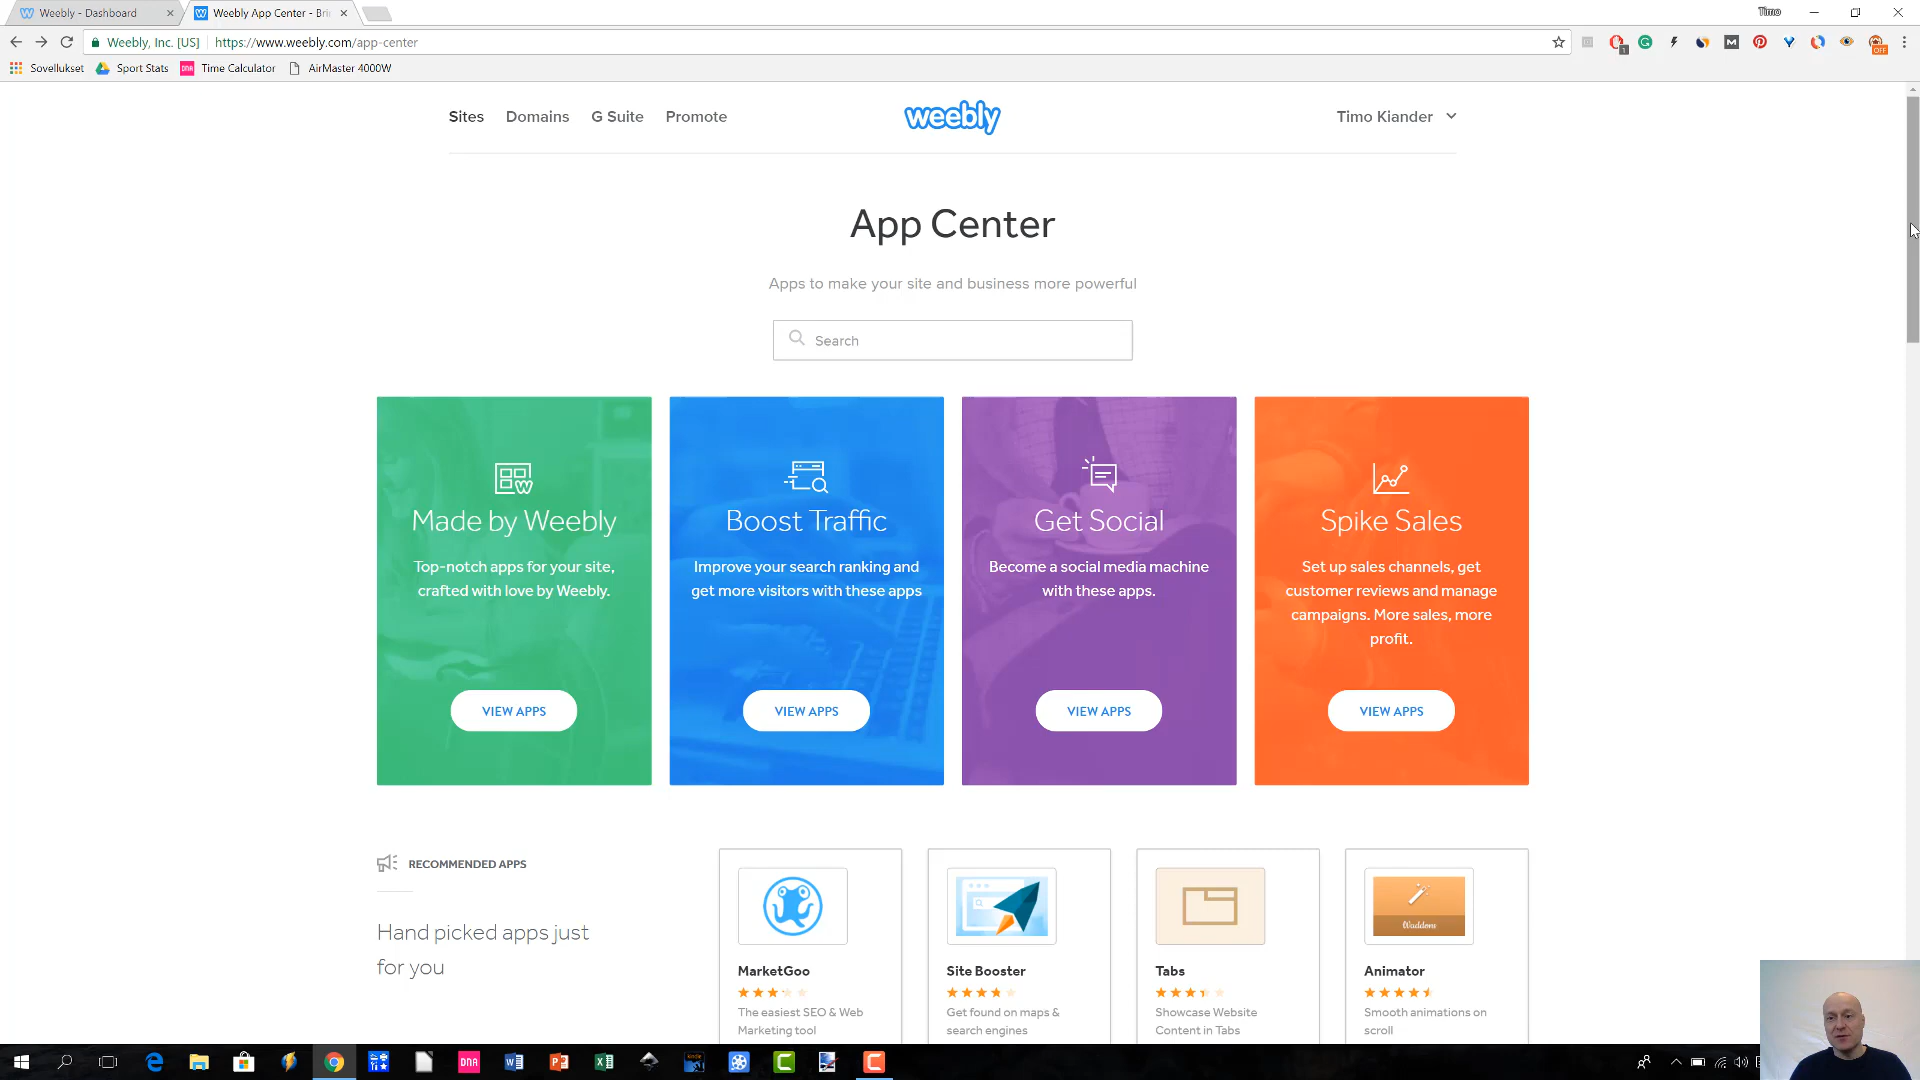 Weebly - Dashboard
Weebly App Center - Bri
Timo
Weebly, Inc. [US]
https://www.weebly.com/app-center
Sovellukset
Sport Stats
DNA
Time Calculator
AirMaster 4000W
OFF
Sites
Domains
G Suite
Promote
weebly
Timo Kiander
App Center
Apps to make your site and business more powerful
Search
Made by Weebly
Top-notch apps for your site,
crafted with love by Weebly.
VIEW APPS
Boost Traffic
Improve your search ranking and
get more visitors with these apps
VIEW APPS
Get Social
Become a social media machine
with these apps.
VIEW APPS
Spike Sales
Set up sales channels, get
customer reviews and manage
campaigns. More sales, more
profit.
VIEW APPS
RECOMMENDED APPS
Hand picked apps just
for you
MarketGoo
The easiest SEO & Web
Marketing tool
Site Booster
Get found on maps &
search engines
Tabs
Showcase Website
Content in Tabs
Waddons
Animator
Smooth animations on
scroll
DNA
kindle